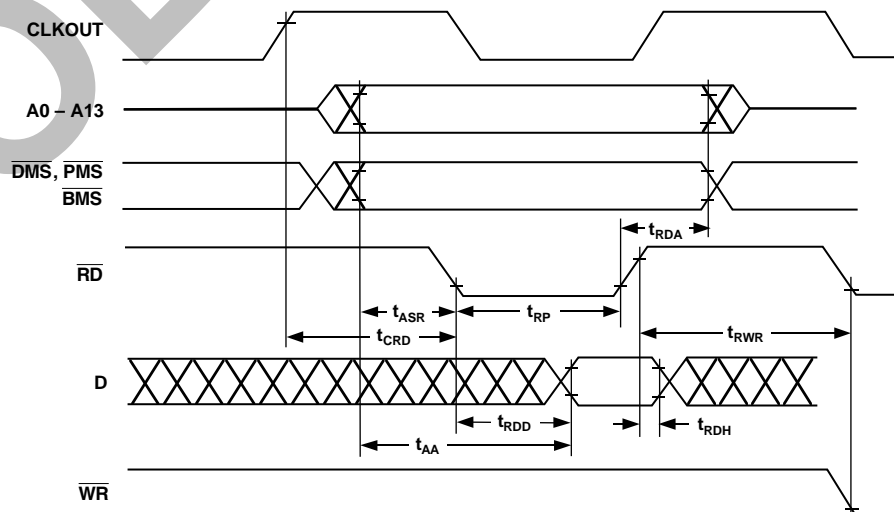 CLKOUT
A0 – A13
DMS, PMS
BMS
tRDA
RD
tASR
tRP
tCRD
tRWR
D
tRDD
tRDH
tAA
WR